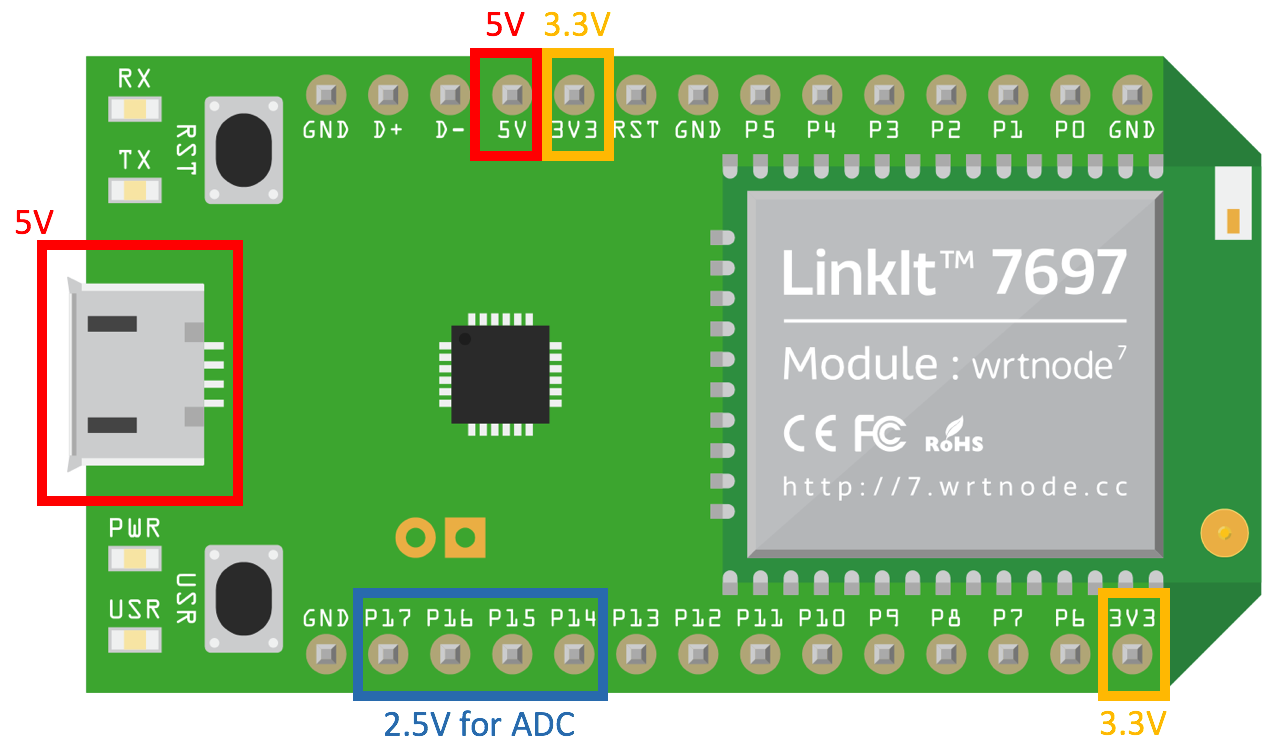 5V 3.3V
RX
GND D+ D- 5V 3V3 RST GND P5 P4 P3 P2 P1 P0 GND
RST
TX
5V
LinkIt™ 7697
Module : wrtnode⁷
CE FC RoHS
http://7.wrtnode.cc
PWR
USR
USR
GND P17 P16 P15 P14 P13 P12 P11 P10 P9 P8 P7 P6 3V3
2.5V for ADC
3.3V